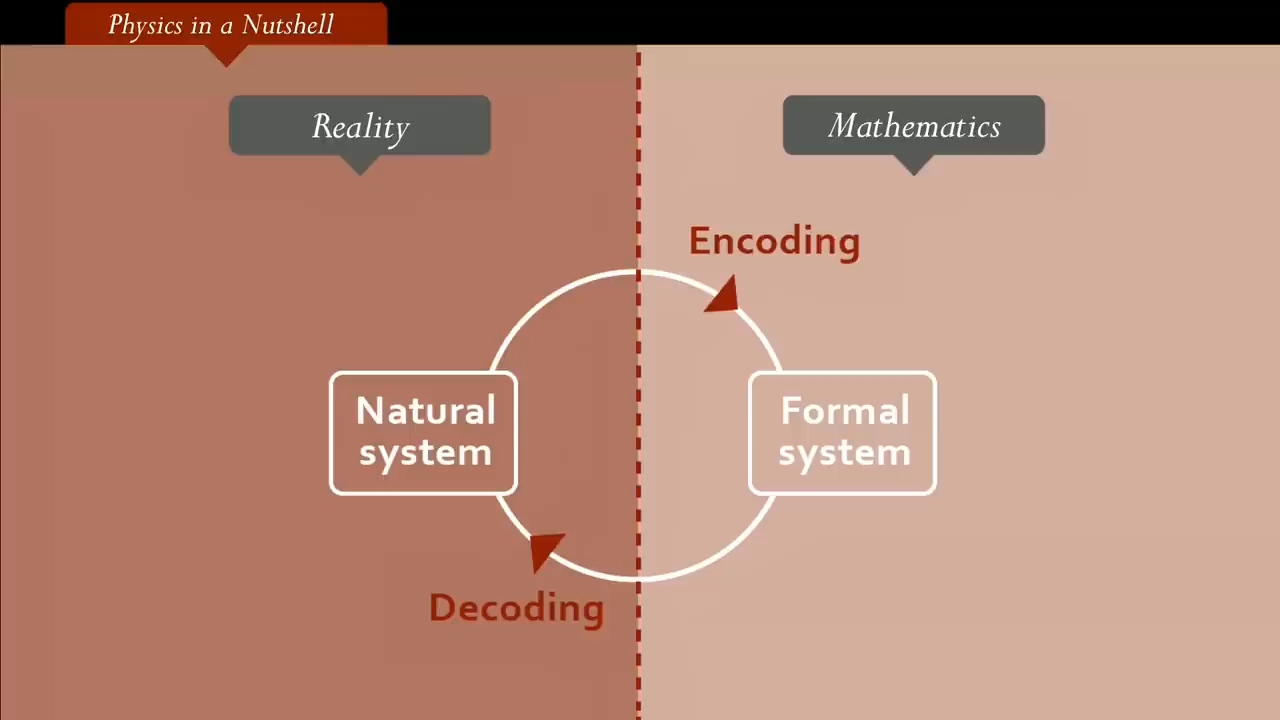 Physics in a Nutshell
Reality
Mathematics
Encoding
Natural
system
Formal
system
Decoding